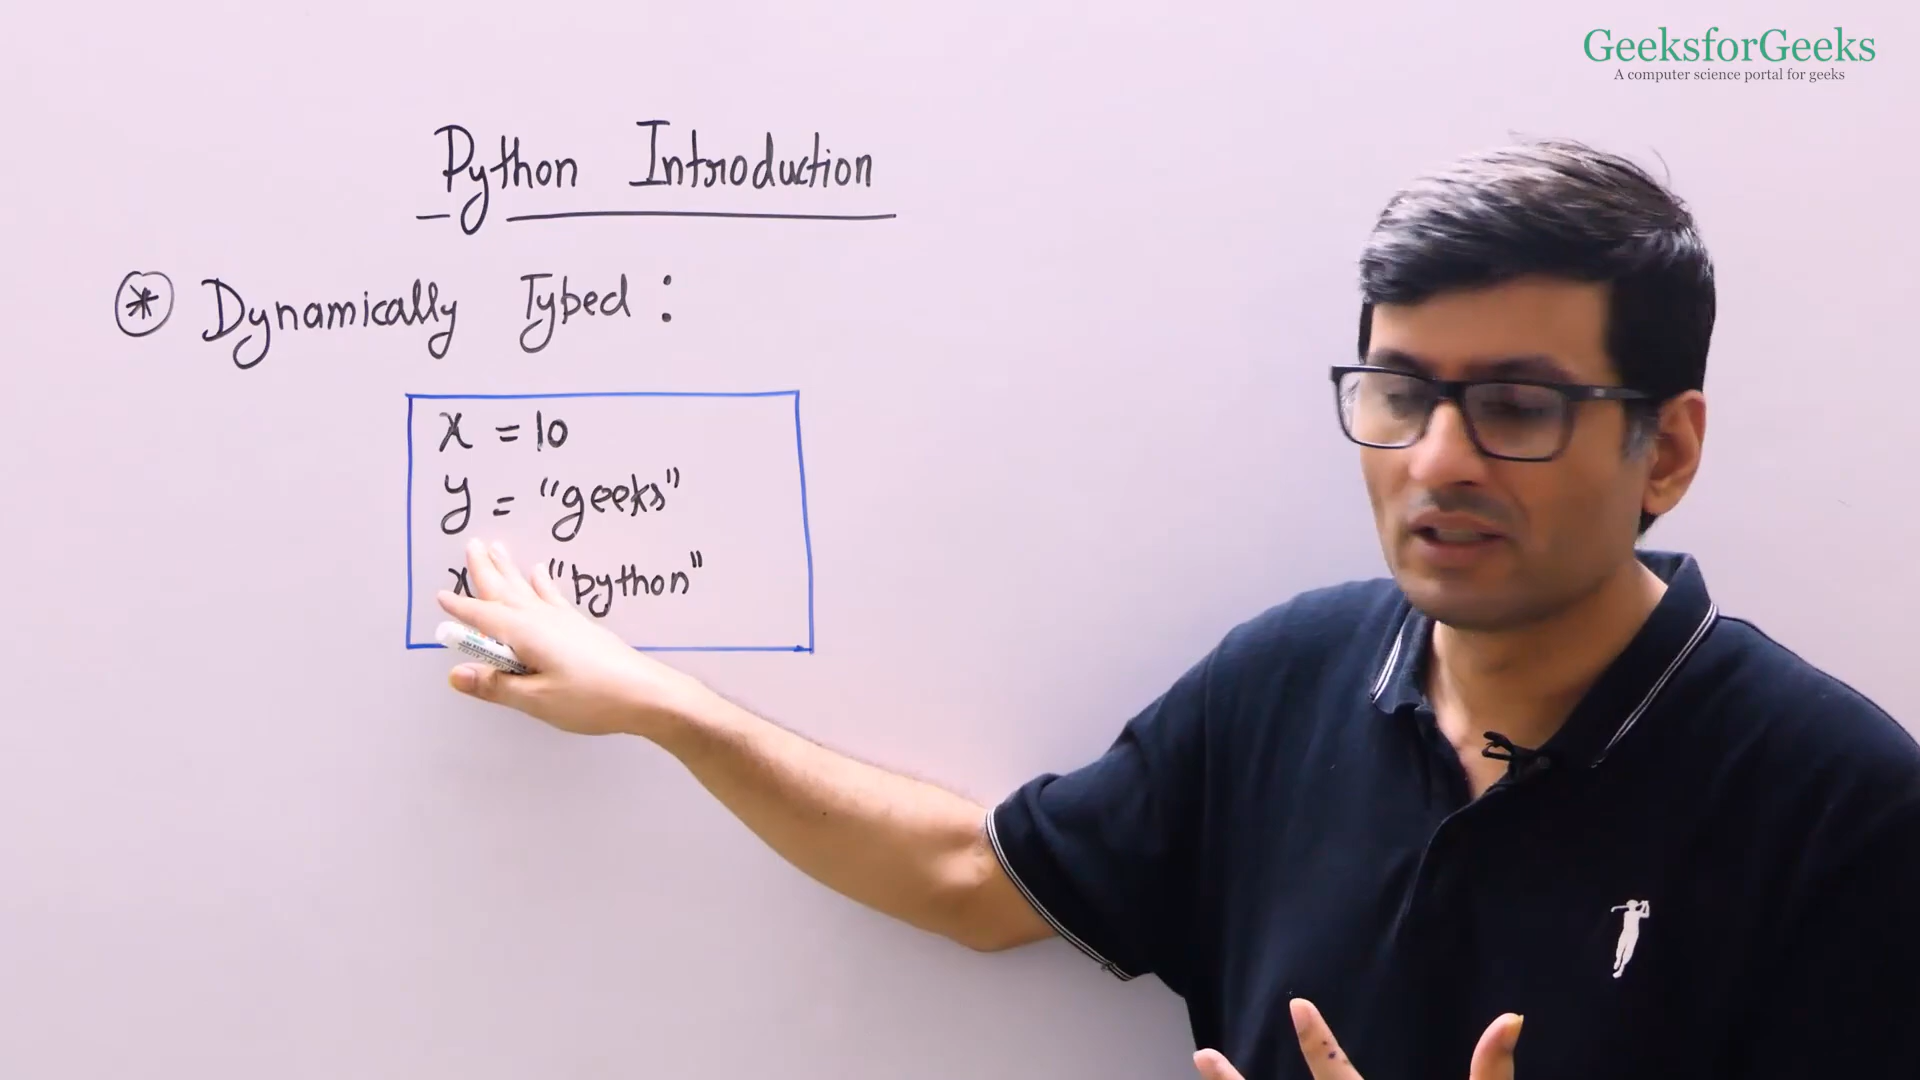 GeeksforGeeks
A computer science portal for geeks
Python Introduction
* Dynamically Typed :
x = 10
y = "geeks"
x "python"